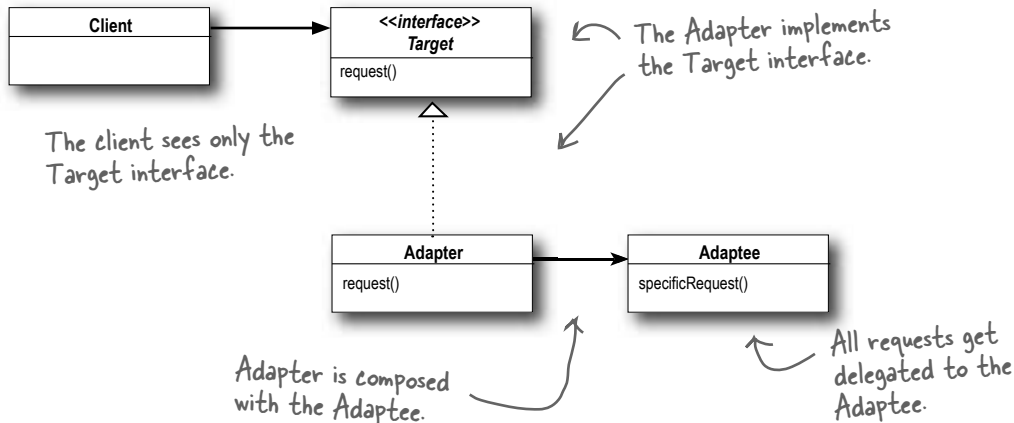 Client
<<interface>>
Target
request()
The Adapter implements
the Target interface.
The client sees only the
Target interface.
Adapter
request()
Adaptee
specificRequest()
Adapter is composed
with the Adaptee.
All requests get
delegated to the
Adaptee.